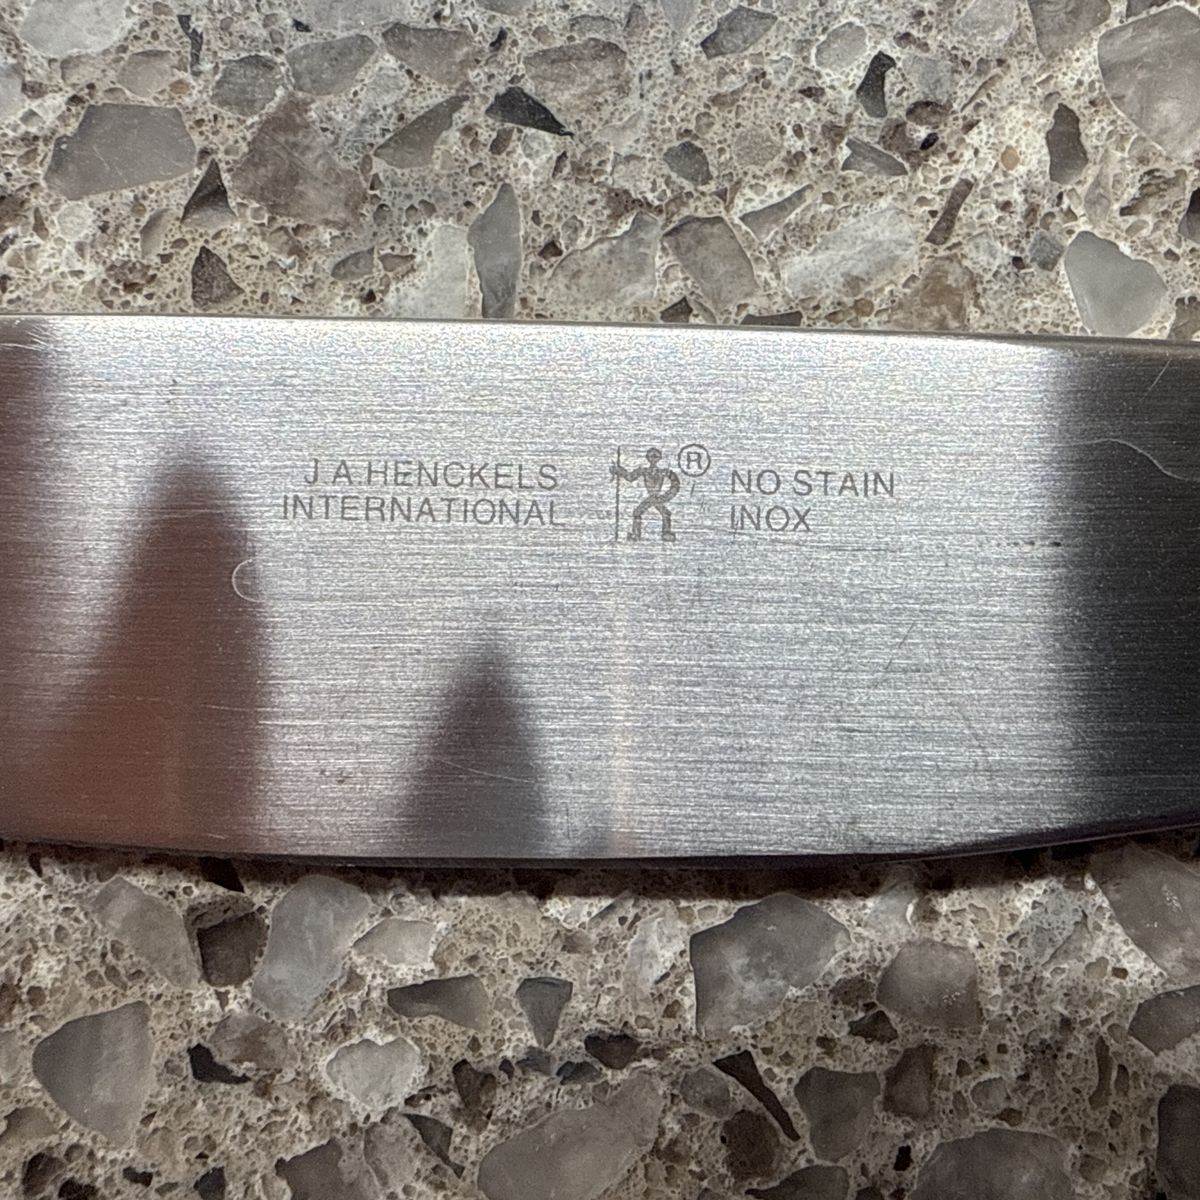 J.A.HENCKELS
INTERNATIONAL
®
NO STAIN
INOX